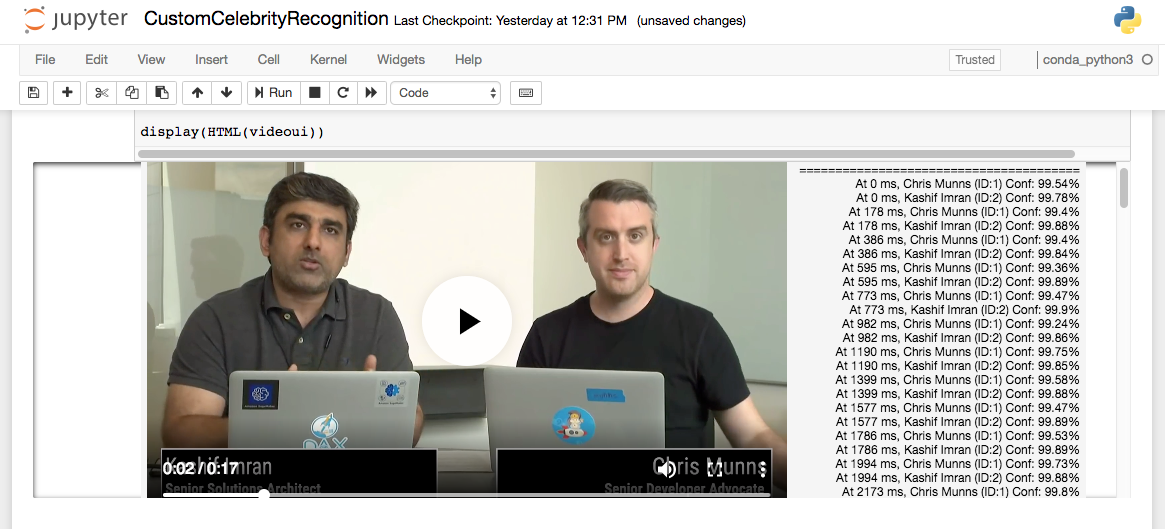 jupyter CustomCelebrityRecognition Last Checkpoint: Yesterday at 12:31 PM (unsaved changes)
File Edit View Insert Cell Kernel Widgets Help Trusted conda_python3
Run Code
display(HTML(videoui))
========================================
At 0 ms, Chris Munns (ID:1) Conf: 99.54%
At 0 ms, Kashif Imran (ID:2) Conf: 99.78%
At 178 ms, Chris Munns (ID:1) Conf: 99.4%
At 178 ms, Kashif Imran (ID:2) Conf: 99.88%
At 386 ms, Chris Munns (ID:1) Conf: 99.4%
At 386 ms, Kashif Imran (ID:2) Conf: 99.84%
At 595 ms, Chris Munns (ID:1) Conf: 99.36%
At 595 ms, Kashif Imran (ID:2) Conf: 99.89%
At 773 ms, Chris Munns (ID:1) Conf: 99.47%
At 773 ms, Kashif Imran (ID:2) Conf: 99.9%
At 982 ms, Chris Munns (ID:1) Conf: 99.24%
At 982 ms, Kashif Imran (ID:2) Conf: 99.86%
At 1190 ms, Chris Munns (ID:1) Conf: 99.75%
At 1190 ms, Kashif Imran (ID:2) Conf: 99.85%
At 1399 ms, Chris Munns (ID:1) Conf: 99.58%
At 1399 ms, Kashif Imran (ID:2) Conf: 99.88%
At 1577 ms, Chris Munns (ID:1) Conf: 99.47%
At 1577 ms, Kashif Imran (ID:2) Conf: 99.89%
At 1786 ms, Chris Munns (ID:1) Conf: 99.53%
At 1786 ms, Kashif Imran (ID:2) Conf: 99.89%
At 1994 ms, Chris Munns (ID:1) Conf: 99.73%
At 1994 ms, Kashif Imran (ID:2) Conf: 99.88%
At 2173 ms, Chris Munns (ID:1) Conf: 99.8%
DAX
Kashif Imran
0:02 / 0:17
Senior Solutions Architect
Chris Munns
Senior Developer Advocate